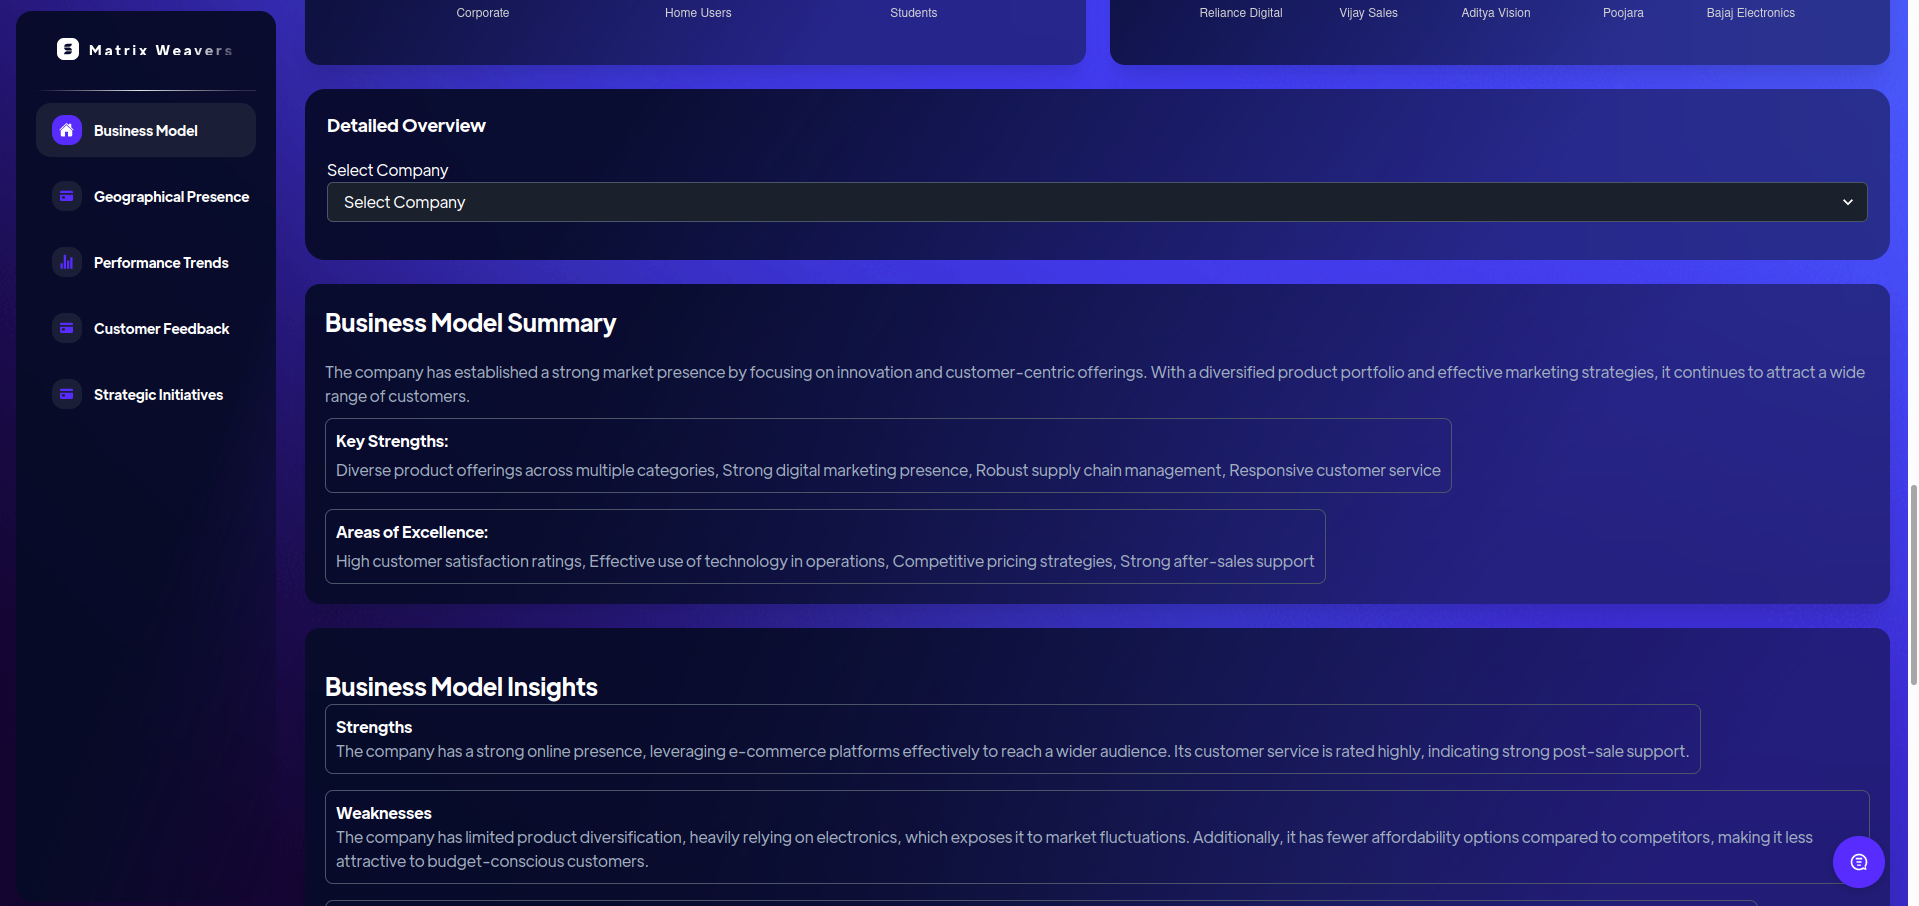 Matrix Weavers
Business Model
Geographical Presence
Performance Trends
Customer Feedback
Strategic Initiatives
Corporate Home Users Students
Reliance Digital Vijay Sales Aditya Vision Poojara Bajaj Electronics
Detailed Overview
Select Company
Select Company
Business Model Summary
The company has established a strong market presence by focusing on innovation and customer-centric offerings. With a diversified product portfolio and effective marketing strategies, it continues to attract a wide
range of customers.
Key Strengths:
Diverse product offerings across multiple categories, Strong digital marketing presence, Robust supply chain management, Responsive customer service
Areas of Excellence:
High customer satisfaction ratings, Effective use of technology in operations, Competitive pricing strategies, Strong after-sales support
Business Model Insights
Strengths
The company has a strong online presence, leveraging e-commerce platforms effectively to reach a wider audience. Its customer service is rated highly, indicating strong post-sale support.
Weaknesses
The company has limited product diversification, heavily relying on electronics, which exposes it to market fluctuations. Additionally, it has fewer affordability options compared to competitors, making it less
attractive to budget-conscious customers.